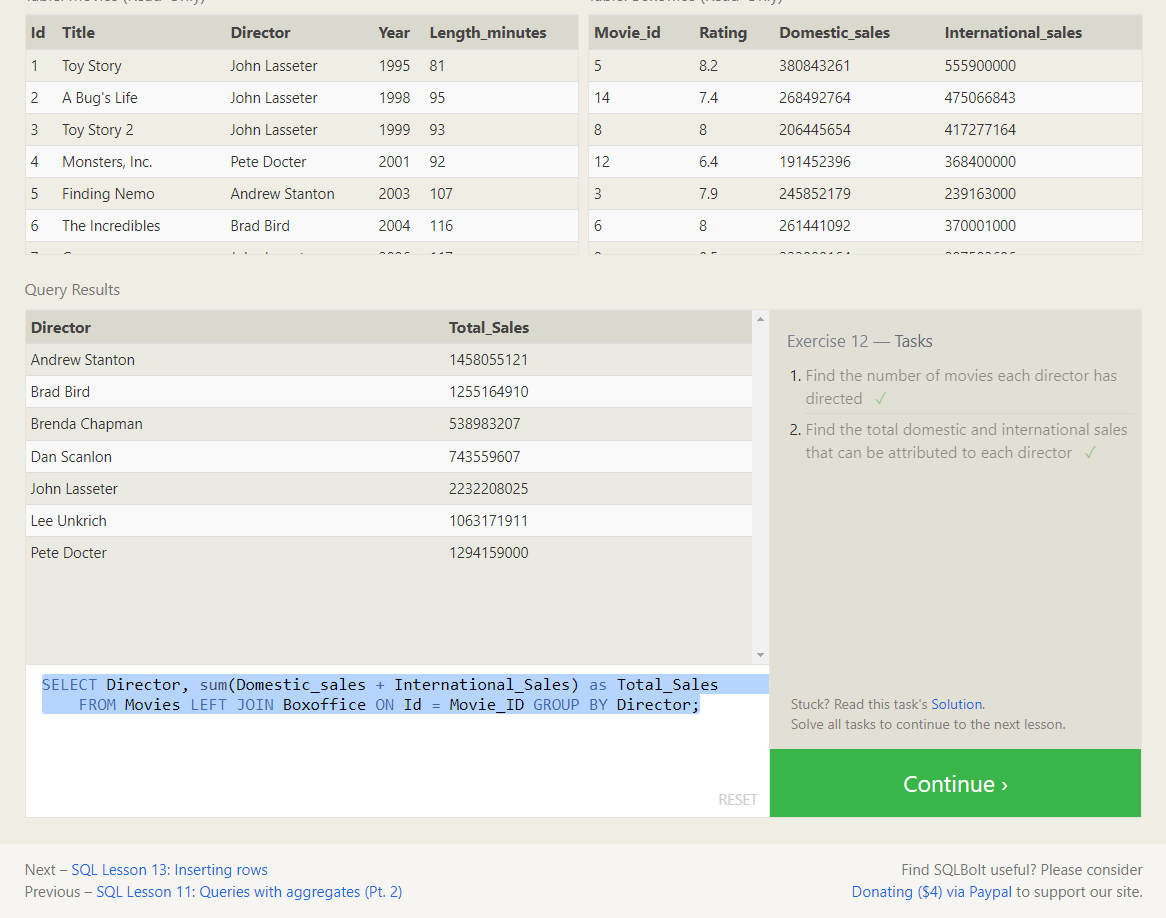 Id Title Director Year Length_minutes
1 Toy Story John Lasseter 1995 81
2 A Bug's Life John Lasseter 1998 95
3 Toy Story 2 John Lasseter 1999 93
4 Monsters, Inc. Pete Docter 2001 92
5 Finding Nemo Andrew Stanton 2003 107
6 The Incredibles Brad Bird 2004 116
Movie_id Rating Domestic_sales International_sales
5 8.2 380843261 555900000
14 7.4 268492764 475066843
8 8 206445654 417277164
12 6.4 191452396 368400000
3 7.9 245852179 239163000
6 8 261441092 370001000
Query Results
Director Total_Sales
Andrew Stanton 1458055121
Brad Bird 1255164910
Brenda Chapman 538983207
Dan Scanlon 743559607
John Lasseter 2232208025
Lee Unkrich 1063171911
Pete Docter 1294159000
SELECT Director, sum(Domestic_sales + International_Sales) as Total_Sales
FROM Movies LEFT JOIN Boxoffice ON Id = Movie_ID GROUP BY Director;
RESET
Exercise 12 — Tasks
1. Find the number of movies each director has
directed ✓
2. Find the total domestic and international sales
that can be attributed to each director ✓
Stuck? Read this task's Solution.
Solve all tasks to continue to the next lesson.
Continue ›
Next – SQL Lesson 13: Inserting rows
Previous – SQL Lesson 11: Queries with aggregates (Pt. 2)
Find SQLBolt useful? Please consider
Donating ($4) via Paypal to support our site.